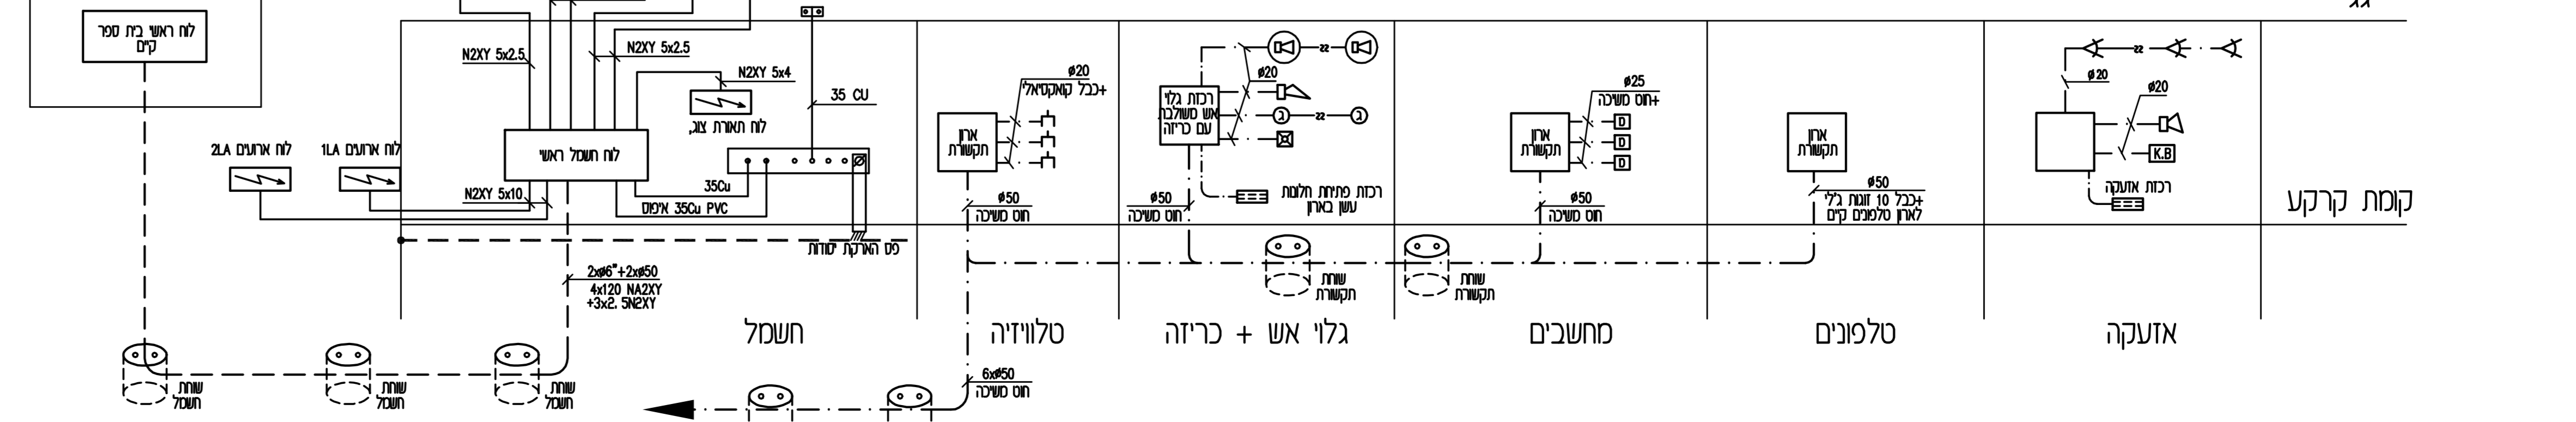 גג
לוח ראשי בית ספר
קיים
N2XY 5x2.5
N2XY 5x2.5
N2XY 5x4
לוח תאורת צוג,
35 CU
לוח חשמל ראשי
לוח ארועים 2LA
לוח ארועים 1LA
N2XY 5x10
35Cu
איפוס 35Cu PVC
פס הארקת יסודות
2xø6"+2xø50
4x120 NA2XY
+3x2. 5N2XY
שוחת
חשמל
שוחת
חשמל
שוחת
חשמל
חשמל
ø20
+כבל קואקסיאלי
ארון
תקשורת
ø50
חוט משיכה
טלוויזיה
6xø50
חוט משיכה
ø20
רכזת גלוי
אש משולבת
עם כריזה
ג
ג
ø50
חוט משיכה
רכזת פתיחת חלונות
עשן בארון
שוחת
תקשורת
גלוי אש + כריזה
ø25
+חוט משיכה
ארון
תקשורת
D
D
D
ø50
חוט משיכה
שוחת
תקשורת
מחשבים
ארון
תקשורת
ø50
+כבל 10 זוגות ג'לי
לארון טלפונים קיים
טלפונים
ø20
ø20
K.B
רכזת אזעקה
אזעקה
קומת קרקע